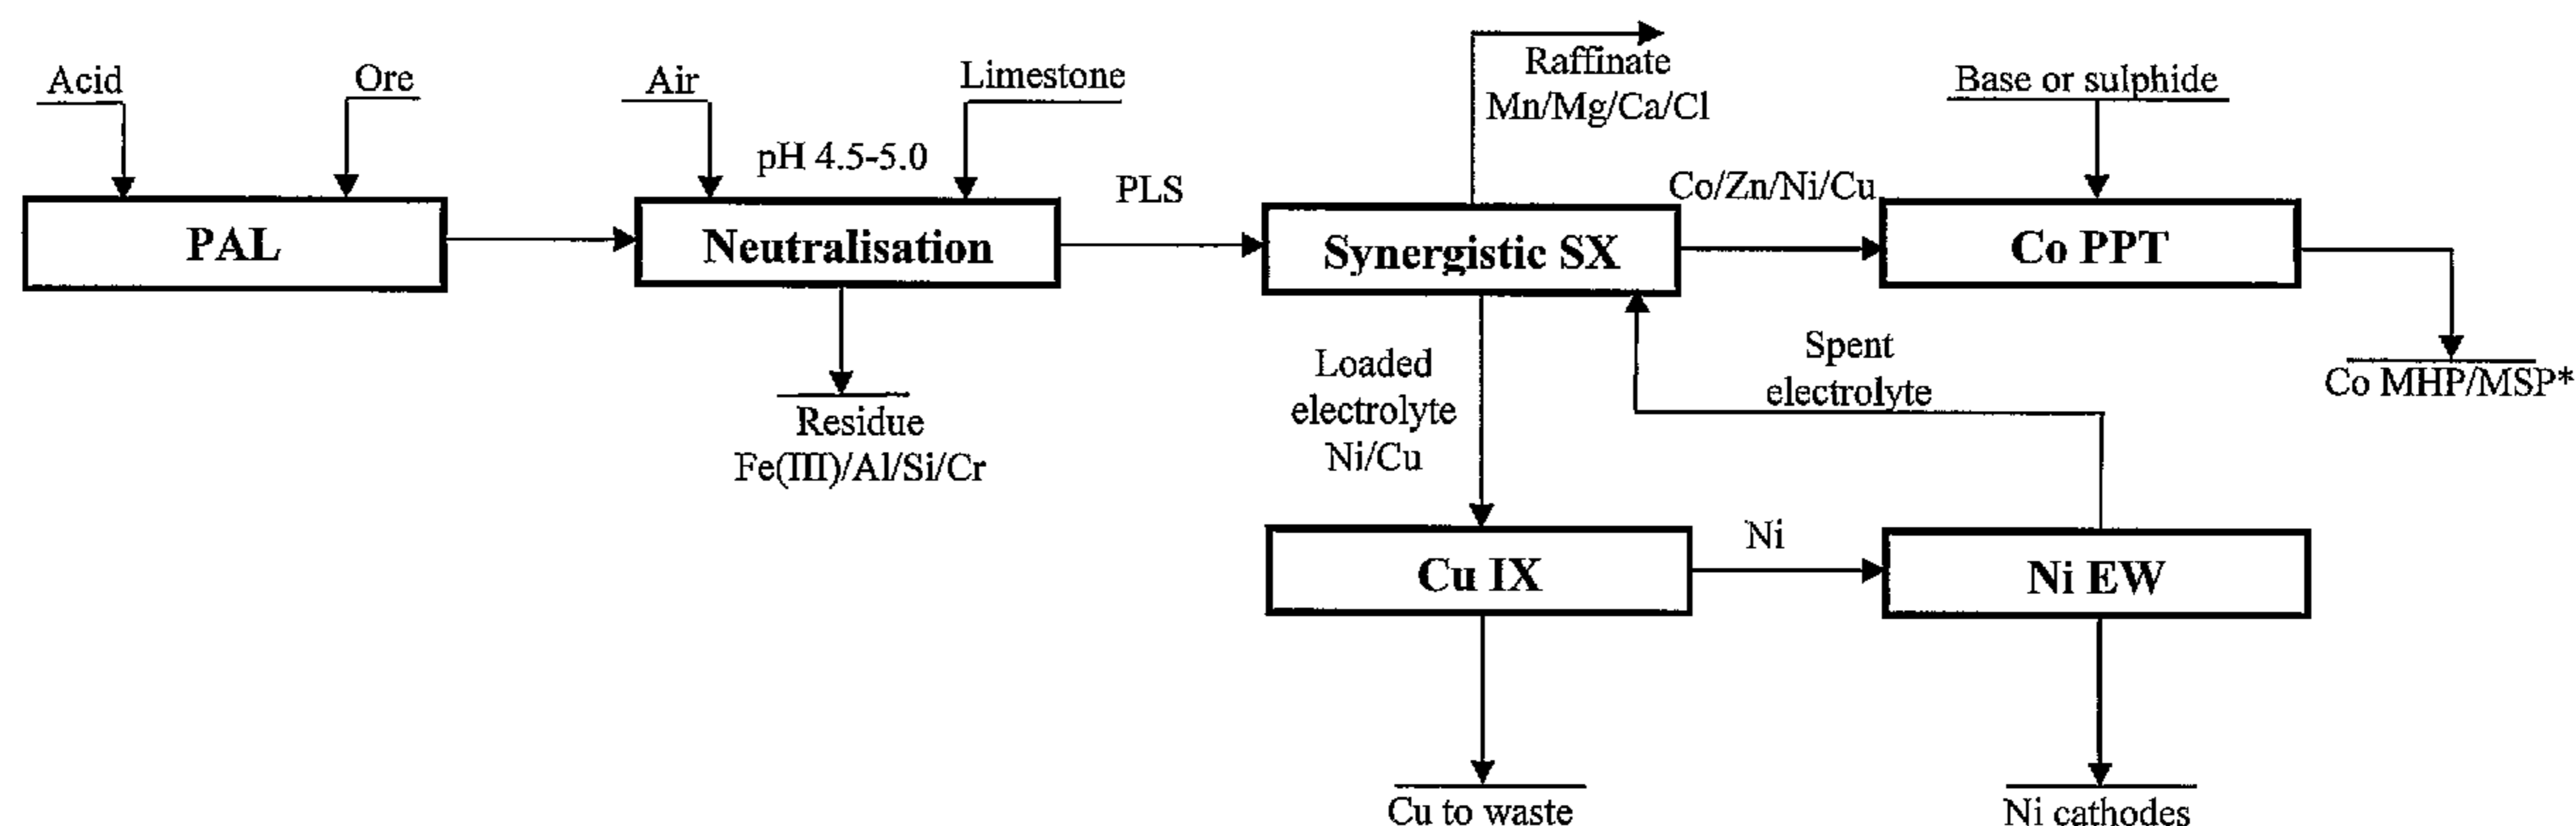 Acid
Ore
Air
Limestone
pH 4.5-5.0
PLS
Raffinate
Mn/Mg/Ca/Cl
Co/Zn/Ni/Cu
Base or sulphide
PAL
Neutralisation
Synergistic SX
Co PPT
Residue
Fe(III)/Al/Si/Cr
Loaded
electrolyte
Ni/Cu
Spent
electrolyte
Co MHP/MSP*
Cu IX
Ni
Ni EW
Cu to waste
Ni cathodes